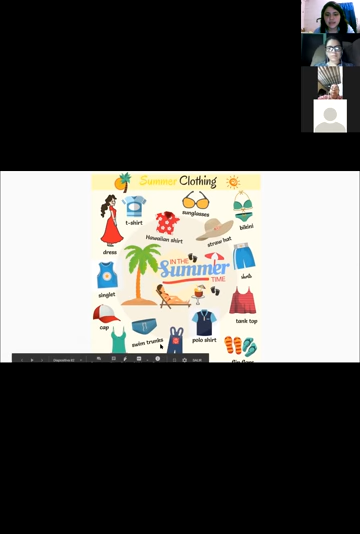 Summer Clothing
t-shirt
sunglasses
bikini
Hawaiian shirt
straw hat
dress
IN THE
Summer
TIME
singlet
tank top
cap
swim trunks
polo shirt